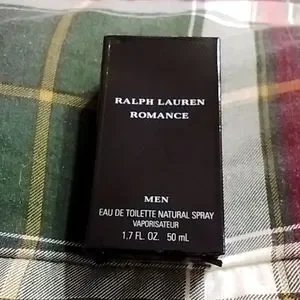 RALPH LAUREN
ROMANCE
MEN
EAU DE TOILETTE NATURAL SPRAY
VAPORISATEUR
1.7 FL. OZ. 50 mL